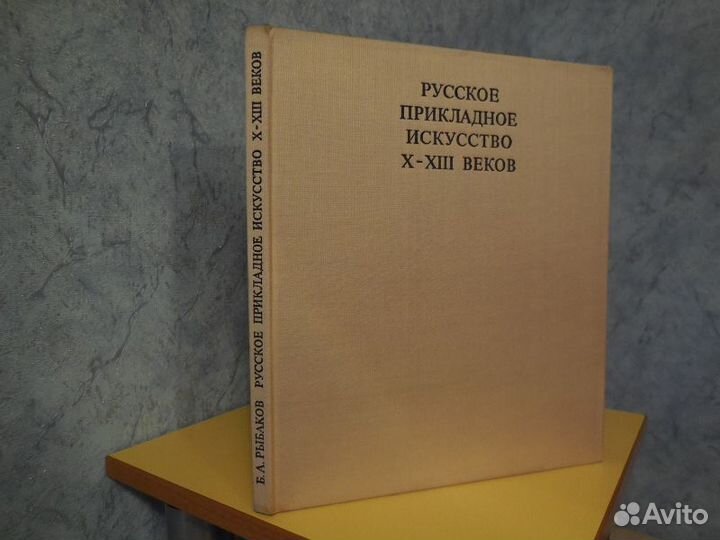 РУССКОЕ
ПРИКЛАДНОЕ
ИСКУССТВО
X-XIII ВЕКОВ
Б.А.РЫБАКОВ РУССКОЕ ПРИКЛАДНОЕ ИСКУССТВО X-XIII ВЕКОВ
Avito